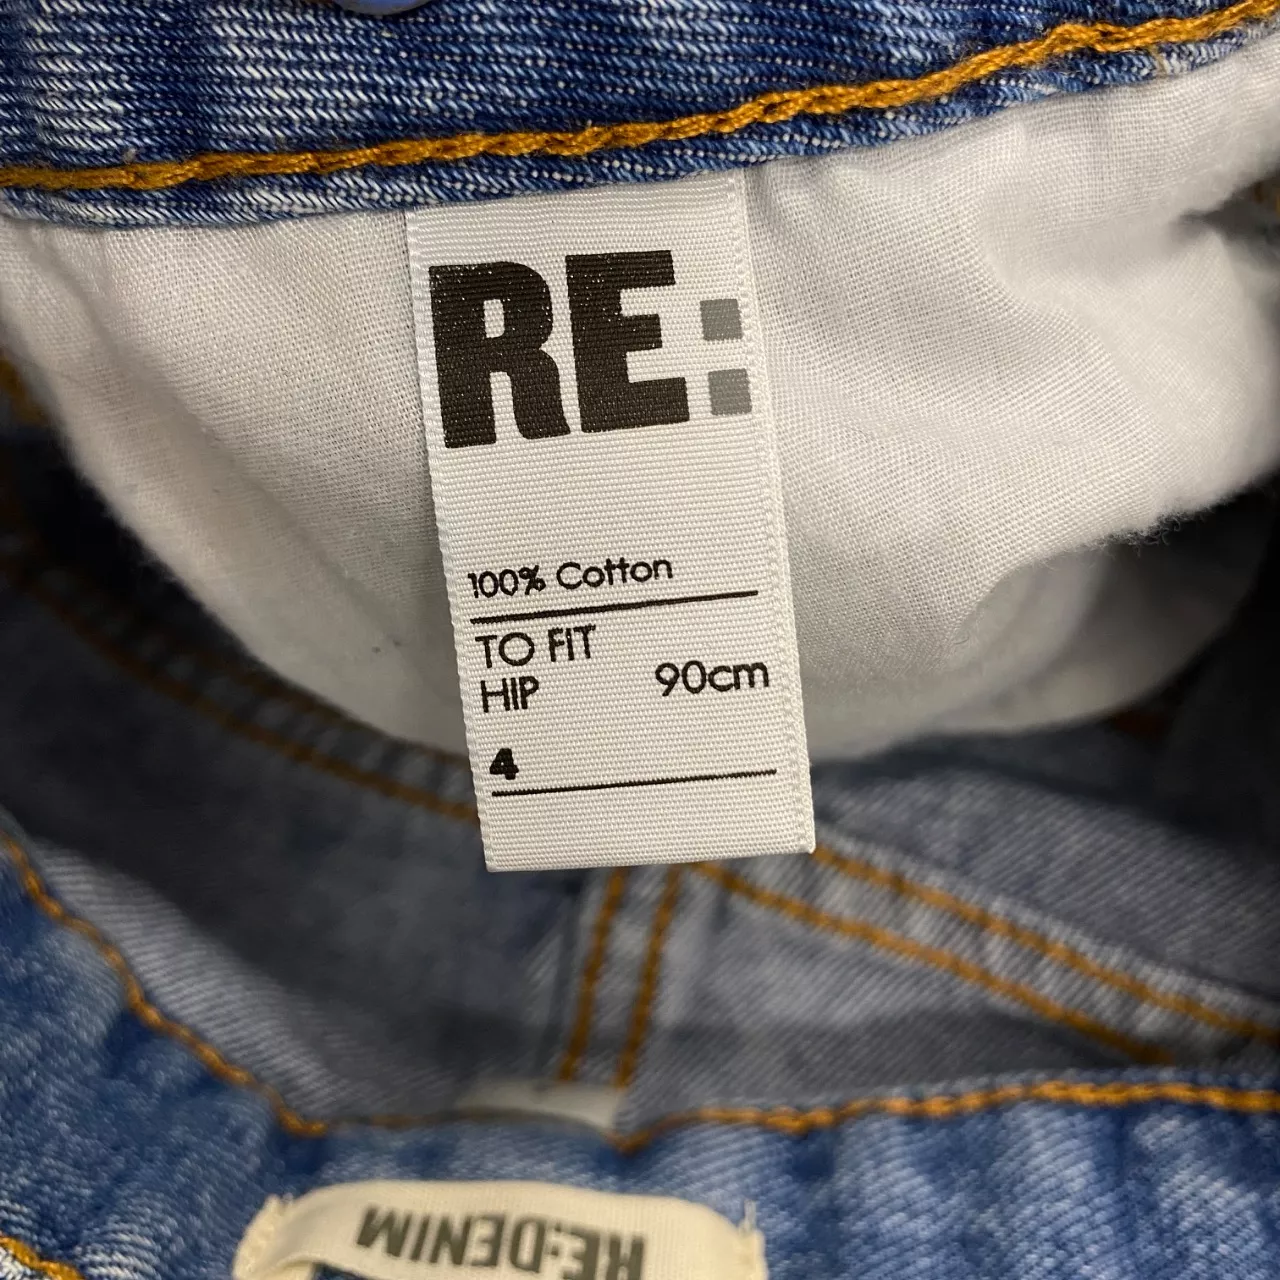 RE:
100% Cotton
TO FIT
HIP 90cm
4
RE:DENIM